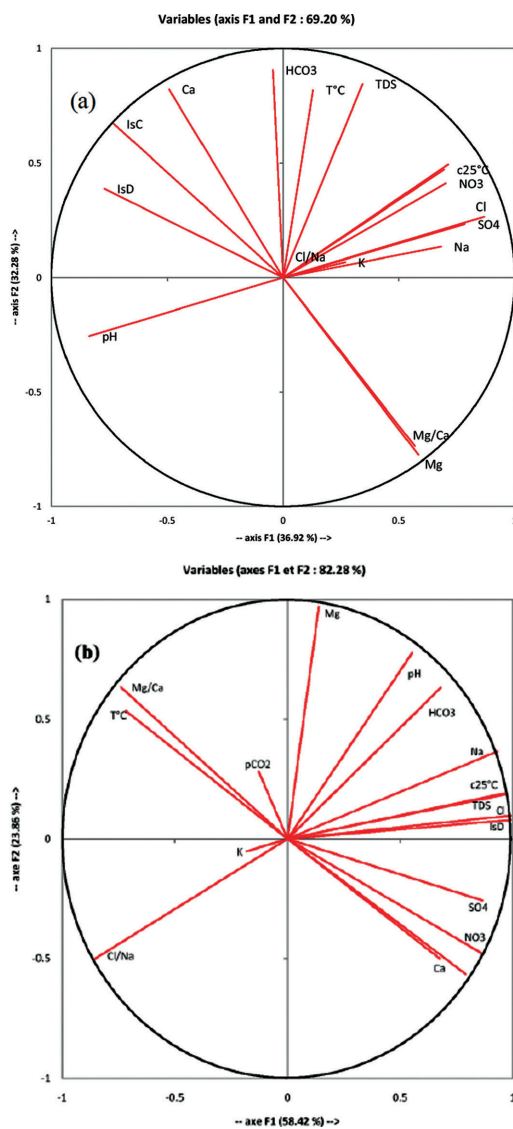 Variables (axis F1 and F2 : 69.20 %)
1
(a)
HCO3
T°C
TDS
Ca
IsC
0.5
c25°C
IsD
NO3
Cl
SO4
Cl/Na
K
Na
-- axis F2 (32.28 %) -->
0
pH
-0.5
Mg/Ca
Mg
-1
-1
-0.5
0
0.5
1
-- axis F1 (36.92 %) -->
Variables (axes F1 et F2 : 82.28 %)
1
(b)
Mg
pH
Mg/Ca
HCO3
T°C
0.5
Na
pCO2
c25°C
TDS
Cl
IsD
-- axe F2 (23.86 %) -->
0
K
SO4
NO3
Cl/Na
Ca
-0.5
-1
-1
-0.5
0
0.5
1
-- axe F1 (58.42 %) -->